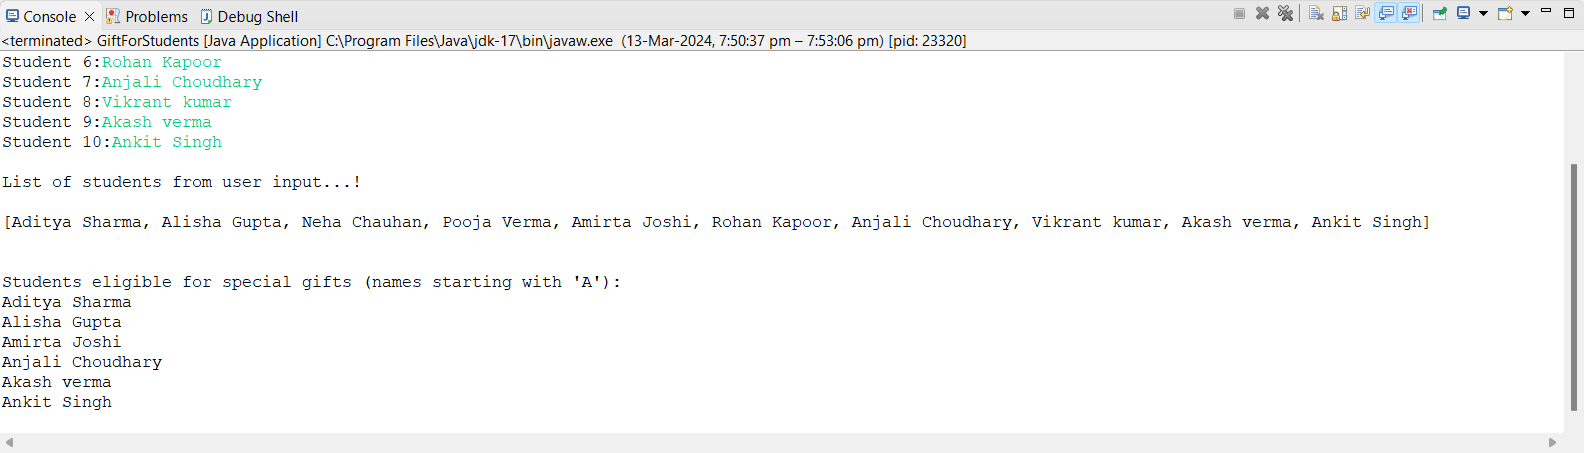 Console Problems Debug Shell
<terminated> GiftForStudents [Java Application] C:\Program Files\Java\jdk-17\bin\javaw.exe (13-Mar-2024, 7:50:37 pm – 7:53:06 pm) [pid: 23320]
Student 6:Rohan Kapoor
Student 7:Anjali Choudhary
Student 8:Vikrant kumar
Student 9:Akash verma
Student 10:Ankit Singh
List of students from user input...!
[Aditya Sharma, Alisha Gupta, Neha Chauhan, Pooja Verma, Amirta Joshi, Rohan Kapoor, Anjali Choudhary, Vikrant kumar, Akash verma, Ankit Singh]
Students eligible for special gifts (names starting with 'A'):
Aditya Sharma
Alisha Gupta
Amirta Joshi
Anjali Choudhary
Akash verma
Ankit Singh